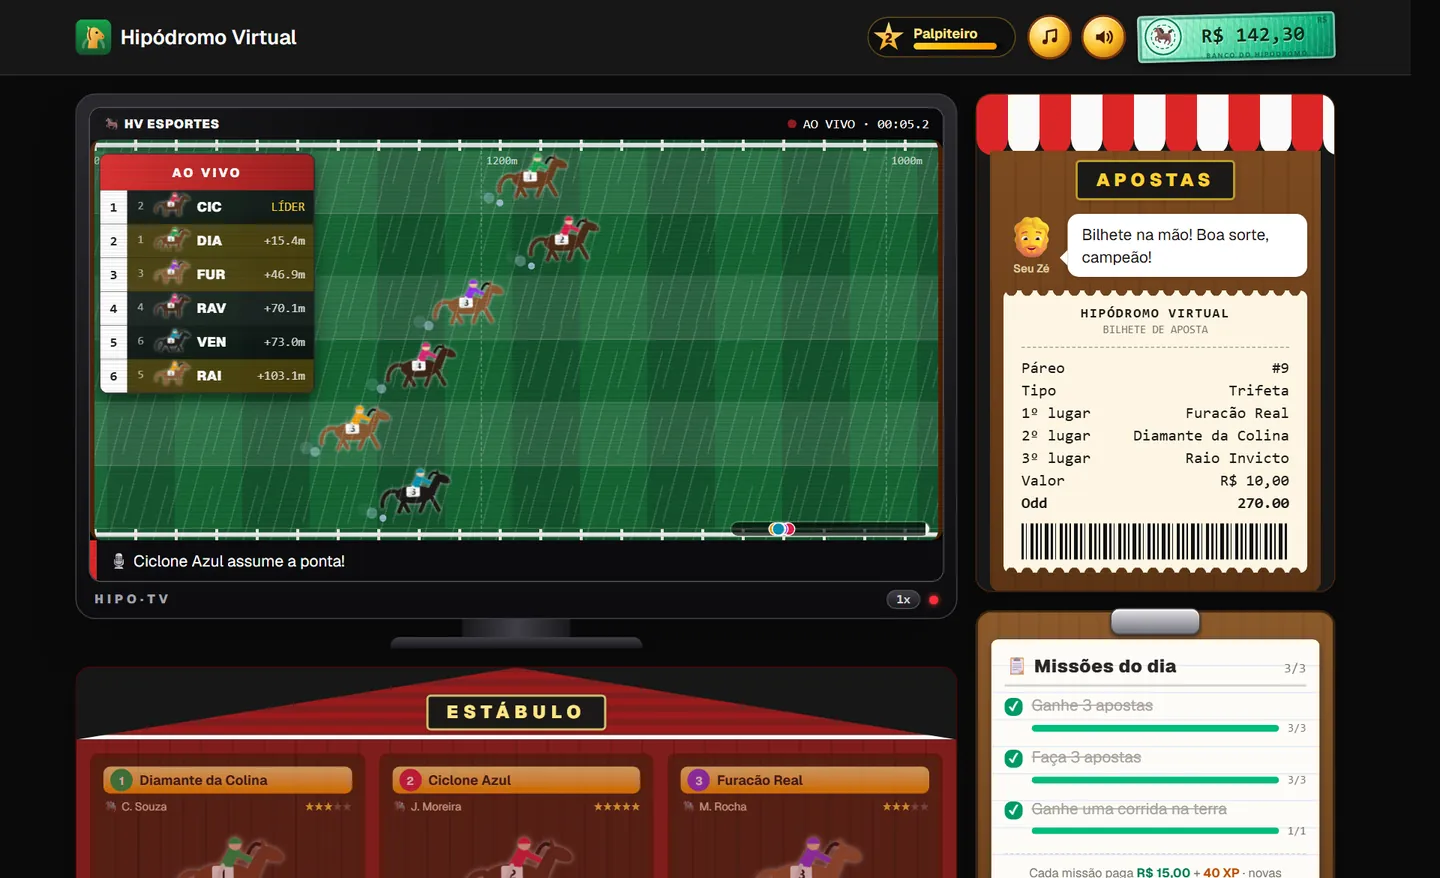 Hipódromo Virtual
2
Palpiteiro
R$ 142,30
R$
BANCO DO HIPÓDROMO
HV ESPORTES
AO VIVO · 00:05.2
1200m
1000m
AO VIVO
1 2 CIC LÍDER
2 1 DIA +15.4m
3 3 FUR +46.9m
4 4 RAV +70.1m
5 6 VEN +73.0m
6 5 RAI +103.1m
Ciclone Azul assume a ponta!
HIPO·TV
1x
APOSTAS
Bilhete na mão! Boa sorte,
campeão!
Seu Zé
HIPÓDROMO VIRTUAL
BILHETE DE APOSTA
Páreo #9
Tipo Trifeta
1º lugar Furacão Real
2º lugar Diamante da Colina
3º lugar Raio Invicto
Valor R$ 10,00
Odd 270.00
Missões do dia 3/3
Ganhe 3 apostas
3/3
Faça 3 apostas
3/3
Ganhe uma corrida na terra
1/1
Cada missão paga R$ 15,00 + 40 XP · novas
ESTÁBULO
1 Diamante da Colina
C. Souza ★★★★★
2 Ciclone Azul
J. Moreira ★★★★★
3 Furacão Real
M. Rocha ★★★★★